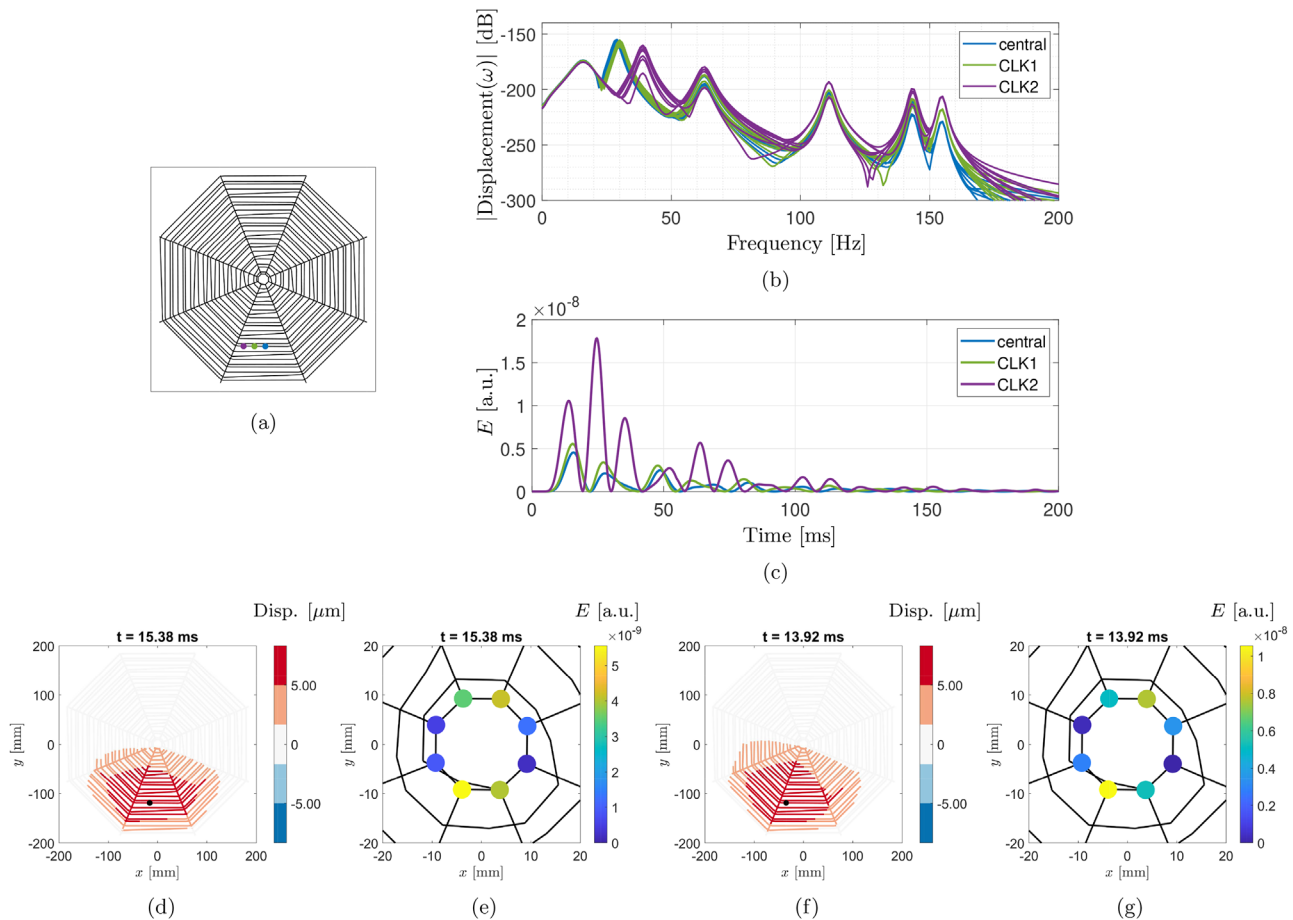 (a)
|Displacement(ω)| [dB]
-150
-200
-250
-300
0 50 100 150 200
Frequency [Hz]
central
CLK1
CLK2
(b)
×10⁻⁸
E [a.u.]
2
1.5
1
0.5
0
0 50 100 150 200
Time [ms]
central
CLK1
CLK2
(c)
Disp. [μm]
t = 15.38 ms
y [mm]
200
100
0
-100
-200
-200 -100 0 100 200
x [mm]
5.00
0
-5.00
(d)
E [a.u.]
×10⁻⁹
t = 15.38 ms
y [mm]
20
10
0
-10
-20
-20 -10 0 10 20
x [mm]
5
4
3
2
1
0
(e)
Disp. [μm]
t = 13.92 ms
y [mm]
200
100
0
-100
-200
-200 -100 0 100 200
x [mm]
5.00
0
-5.00
(f)
E [a.u.]
×10⁻⁸
t = 13.92 ms
y [mm]
20
10
0
-10
-20
-20 -10 0 10 20
x [mm]
1
0.8
0.6
0.4
0.2
0
(g)